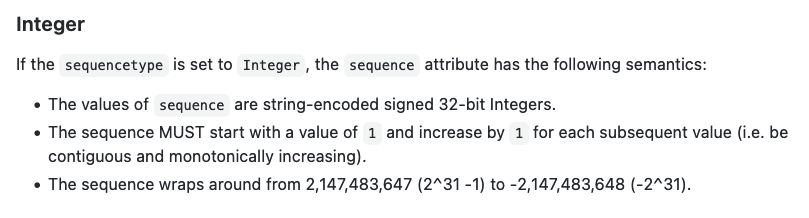 Integer
If the sequencetype is set to Integer, the sequence attribute has the following semantics:
• The values of sequence are string-encoded signed 32-bit Integers.
• The sequence MUST start with a value of 1 and increase by 1 for each subsequent value (i.e. be
contiguous and monotonically increasing).
• The sequence wraps around from 2,147,483,647 (2^31 -1) to -2,147,483,648 (-2^31).